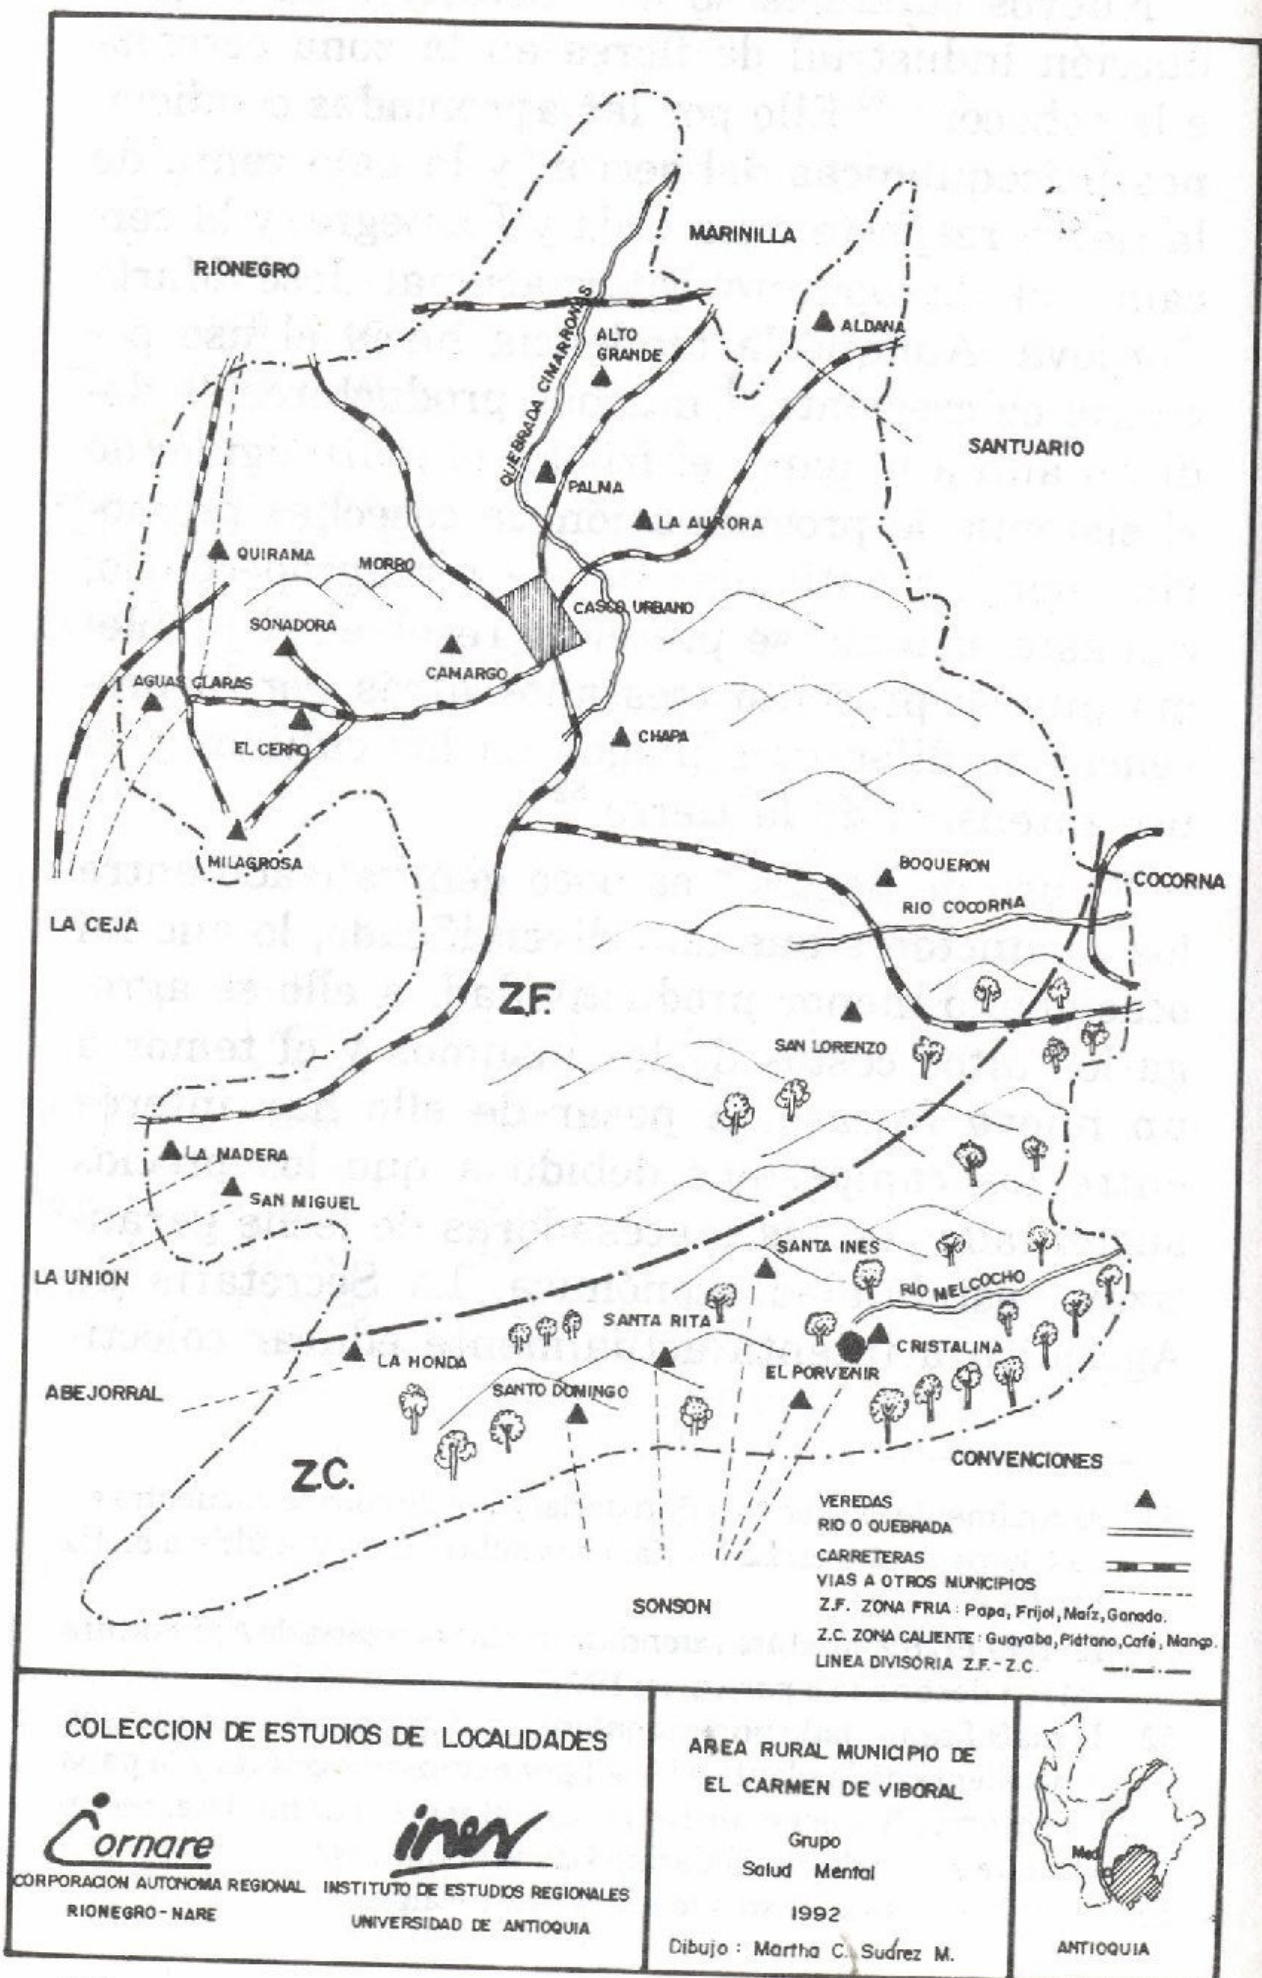 RIONEGRO
MARINILLA
ALDANA
ALTO
GRANDE
QUEBRADA CIMARRONAS
SANTUARIO
PALMA
LA AURORA
QUIRAMA
MORRO
CASCO URBANO
SONADORA
CAMARGO
AGUAS CLARAS
EL CERRO
CHAPA
MILAGROSA
BOQUERON
COCORNA
RIO COCORNA
LA CEJA
Z.F.
SAN LORENZO
LA MADERA
SAN MIGUEL
SANTA INES
LA UNION
RIO MELCOCHO
SANTA RITA
CRISTALINA
LA HONDA
EL PORVENIR
ABEJORRAL
SANTO DOMINGO
Z.C.
SONSON
CONVENCIONES
VEREDAS
RIO O QUEBRADA
CARRETERAS
VIAS A OTROS MUNICIPIOS
Z.F. ZONA FRIA : Papa, Frijol, Maíz, Ganado.
Z.C. ZONA CALIENTE : Guayaba, Plátano, Café, Mango.
LINEA DIVISORIA Z.F.-Z.C.
COLECCION DE ESTUDIOS DE LOCALIDADES
Cornare
CORPORACION AUTONOMA REGIONAL
RIONEGRO-NARE
iner
INSTITUTO DE ESTUDIOS REGIONALES
UNIVERSIDAD DE ANTIOQUIA
AREA RURAL MUNICIPIO DE
EL CARMEN DE VIBORAL
Grupo
Salud Mental
1992
Dibujo : Martha C. Suárez M.
Med.
ANTIOQUIA